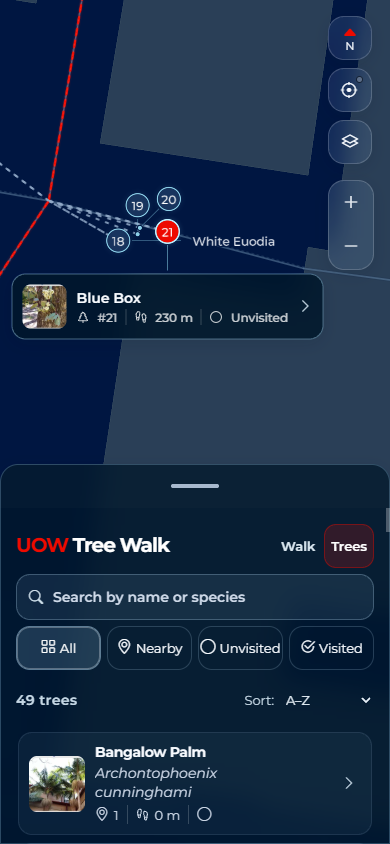 N
19
20
18
21
White Euodia
Blue Box
#21
230 m
Unvisited
UOW Tree Walk
Walk
Trees
Search by name or species
All
Nearby
Unvisited
Visited
49 trees
Sort: A–Z
Bangalow Palm
Archontophoenix
cunninghami
1
0 m